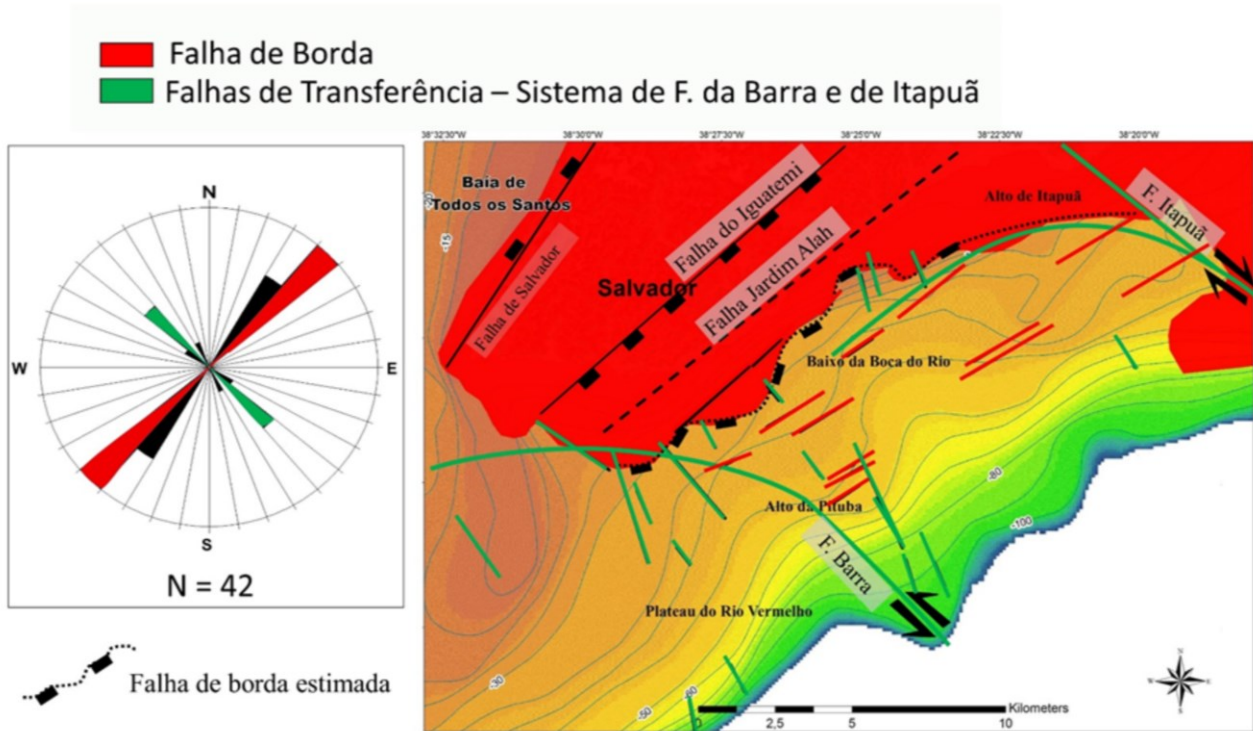 Falha de Borda
Falhas de Transferência – Sistema de F. da Barra e de Itapuã
N
W
E
S
N = 42
Falha de borda estimada
38°32'30"W
38°30'0"W
38°27'30"W
38°25'0"W
38°22'30"W
38°20'0"W
Baía de
Todos os Santos
Falha de Salvador
Falha do Iguatemi
Falha Jardim Alah
Salvador
Alto de Itapuã
F. Itapuã
Baixo da Boca do Rio
Alto da Pituba
F. Barra
Plateau do Rio Vermelho
-20
-15
-80
-100
-30
-50
-60
N
W
E
S
Kilometers
0
2,5
5
10